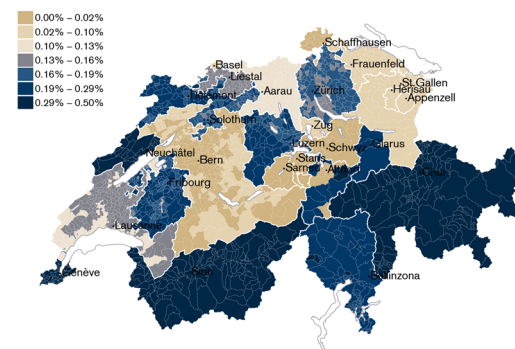 0.00% – 0.02%
0.02% – 0.10%
0.10% – 0.13%
0.13% – 0.16%
0.16% – 0.19%
0.19% – 0.29%
0.29% – 0.50%
Schaffhausen
Basel
Frauenfeld
Liestal
St.Gallen
Delémont
Aarau
Zürich
Herisau
Appenzell
Solothurn
Zug
Neuchâtel
Luzern
Schwyz
Glarus
Bern
Stans
Sarnen
Altdorf
Chur
Fribourg
Lausanne
Genève
Sion
Bellinzona